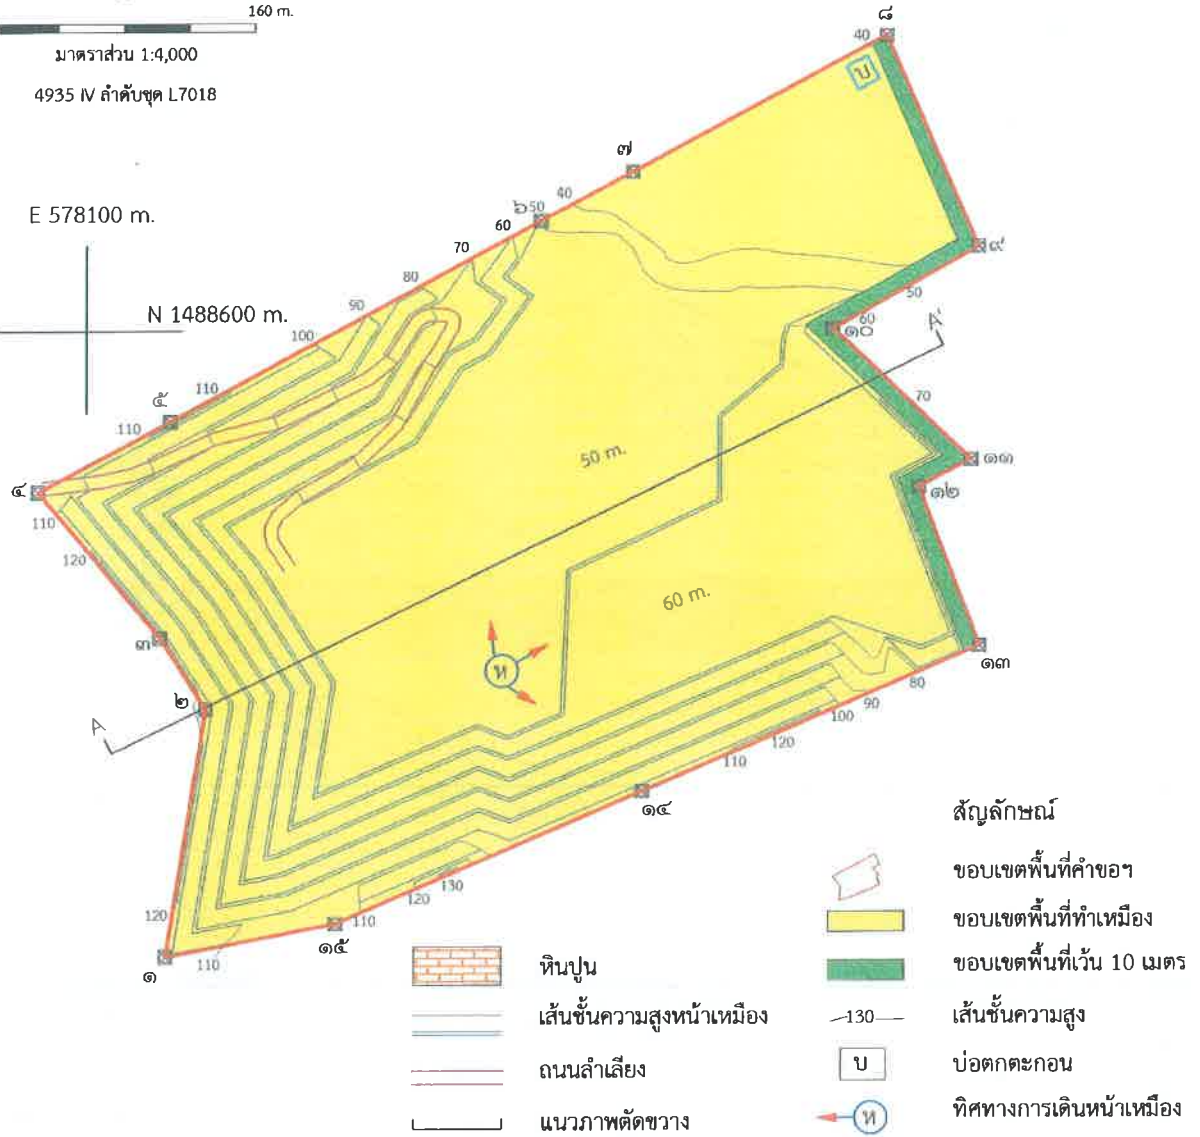 160 m.
มาตราส่วน 1:4,000
4935 IV ลำดับชุด L7018
E 578100 m.
N 1488600 m.
๘
40
บ
๗
40
๖
50
60
70
80
90
100
110
๕
110
๔
110
120
๓
๒
A
๙
50
60
๑๐
A'
70
๑๑
๑๒
50 m.
60 m.
ห
๑๓
80
90
100
120
110
๑๔
130
120
110
๑๕
120
๑
110
สัญลักษณ์
ขอบเขตพื้นที่คำขอฯ
ขอบเขตพื้นที่ทำเหมือง
ขอบเขตพื้นที่เว้น 10 เมตร
130 เส้นชั้นความสูง
บ บ่อตกตะกอน
ห ทิศทางการเดินหน้าเหมือง
หินปูน
เส้นชั้นความสูงหน้าเหมือง
ถนนลำเลียง
แนวภาพตัดขวาง